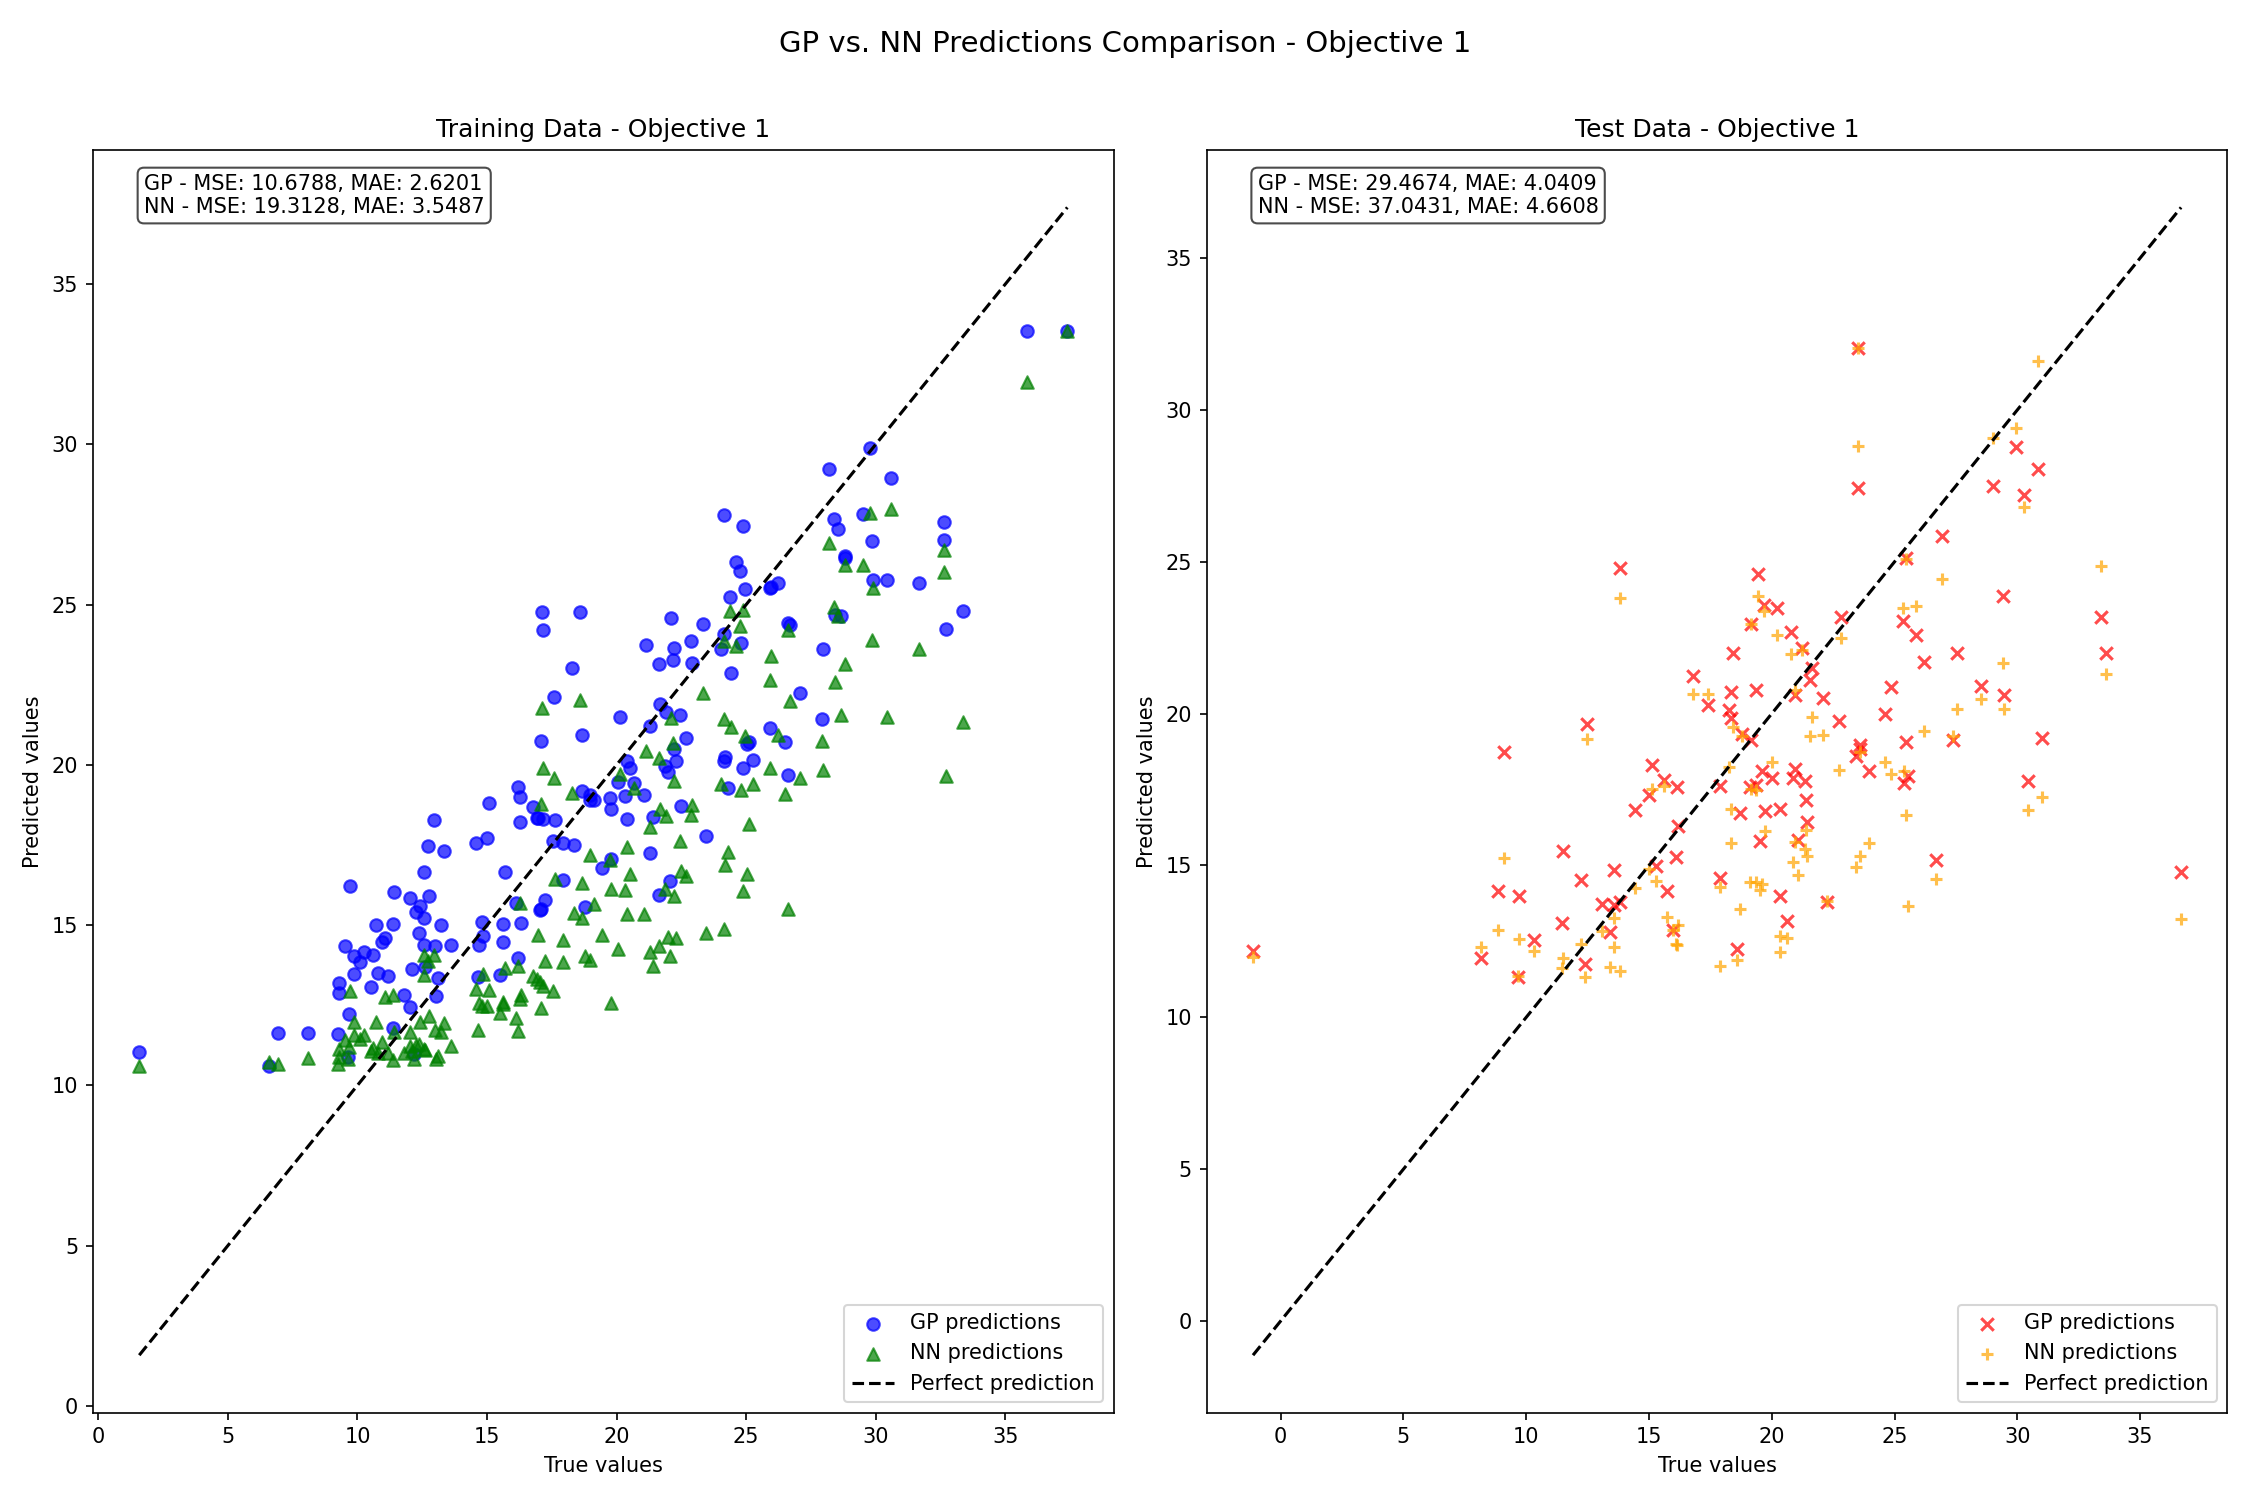 GP vs. NN Predictions Comparison - Objective 1
Training Data - Objective 1
GP - MSE: 10.6788, MAE: 2.6201
NN - MSE: 19.3128, MAE: 3.5487
Predicted values
35
30
25
20
15
10
5
0
0 5 10 15 20 25 30 35
True values
GP predictions
NN predictions
Perfect prediction
Test Data - Objective 1
GP - MSE: 29.4674, MAE: 4.0409
NN - MSE: 37.0431, MAE: 4.6608
Predicted values
35
30
25
20
15
10
5
0
0 5 10 15 20 25 30 35
True values
GP predictions
NN predictions
Perfect prediction